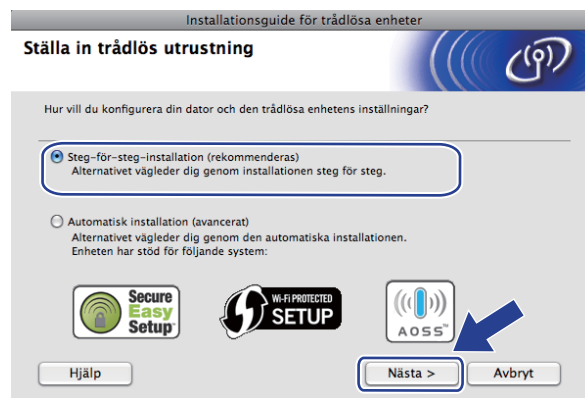 Installationsguide för trådlösa enheter
Ställa in trådlös utrustning
Hur vill du konfigurera din dator och den trådlösa enhetens inställningar?
Steg-för-steg-installation (rekommenderas)
Alternativet vägleder dig genom installationen steg för steg.
Automatisk installation (avancerat)
Alternativet vägleder dig genom den automatiska installationen.
Enheten har stöd för följande system:
Secure
Easy
Setup™
Wi-Fi PROTECTED
SETUP
AOSS™
Hjälp
Nästa >
Avbryt